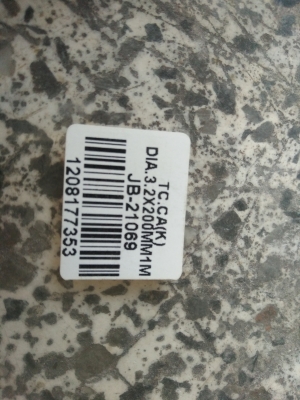 TC.CA(K)
DIA.3.2X200MM1M
JB-21069
1208177353